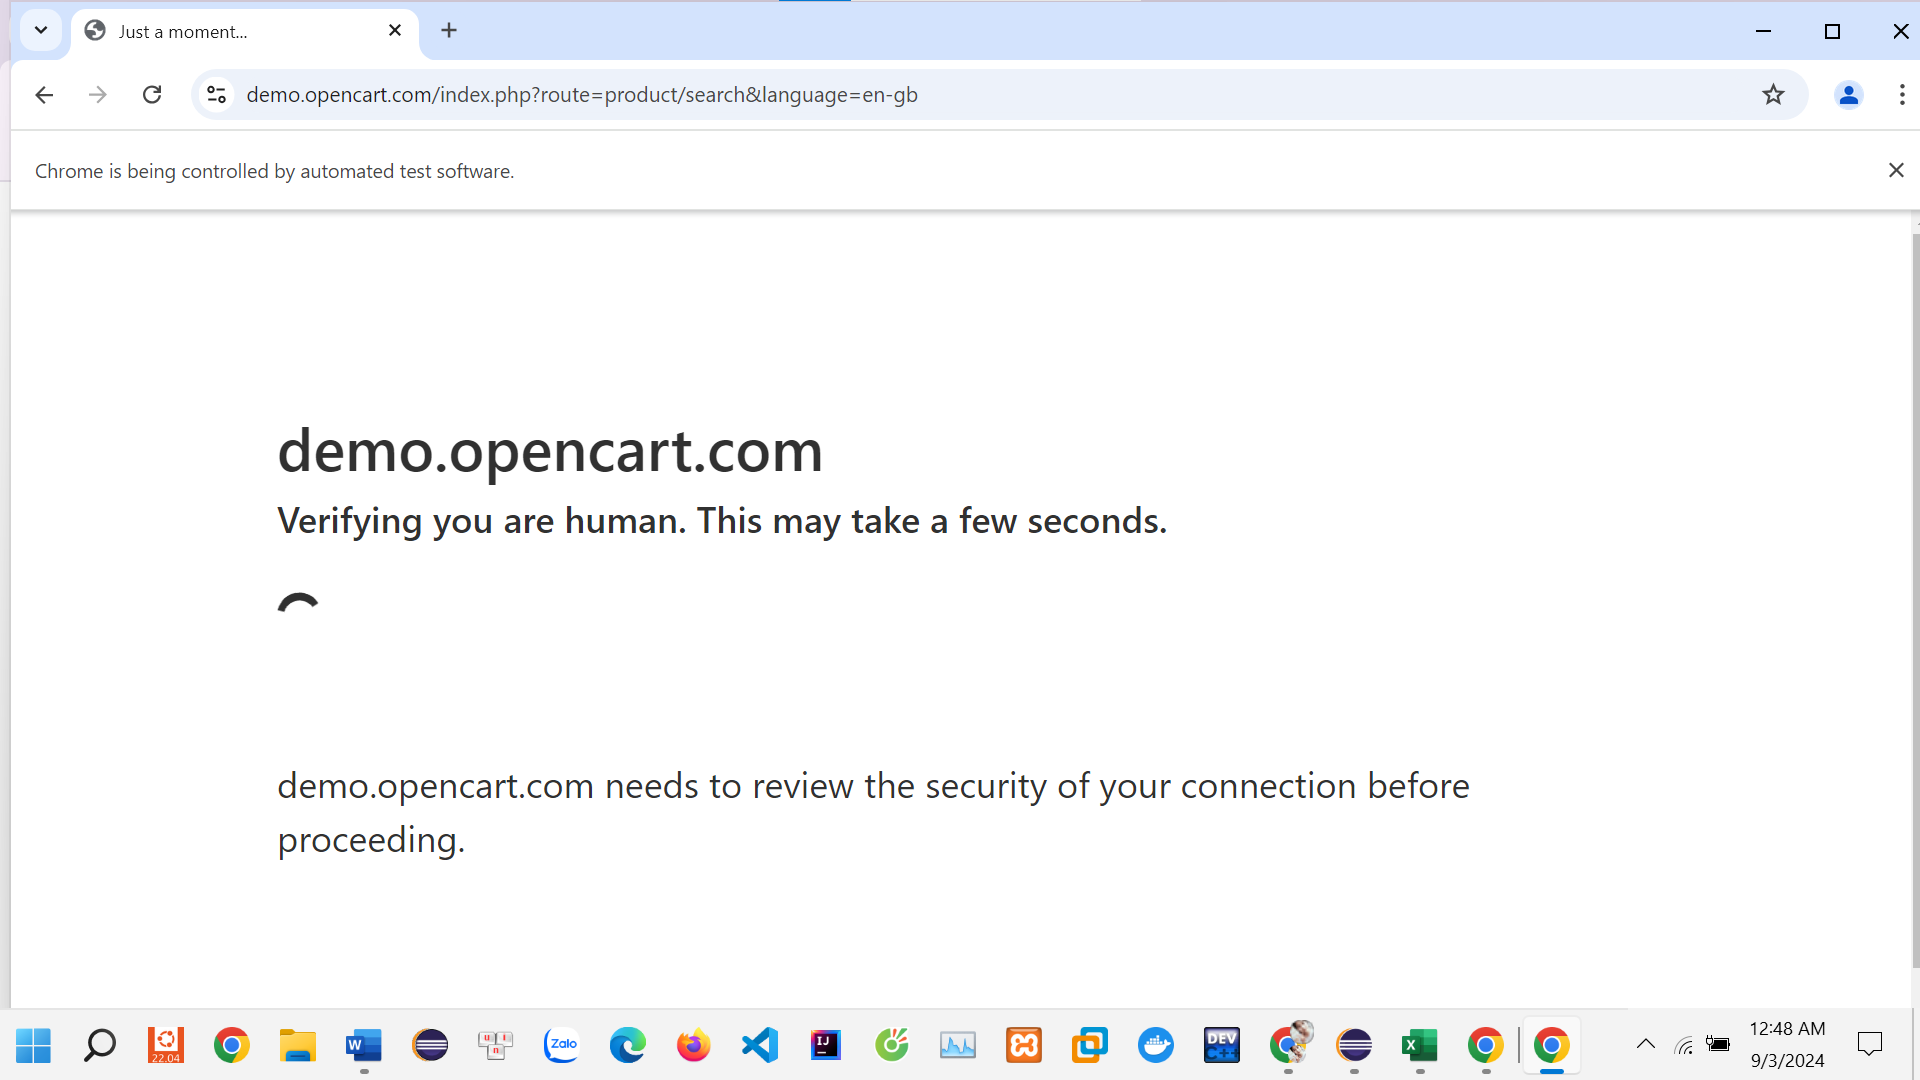 Just a moment...
demo.opencart.com/index.php?route=product/search&language=en-gb
Chrome is being controlled by automated test software.
demo.opencart.com
Verifying you are human. This may take a few seconds.
demo.opencart.com needs to review the security of your connection before
proceeding.
22.04
W
u
n
Zalo
IJ
DEV
C++
X
12:48 AM
9/3/2024